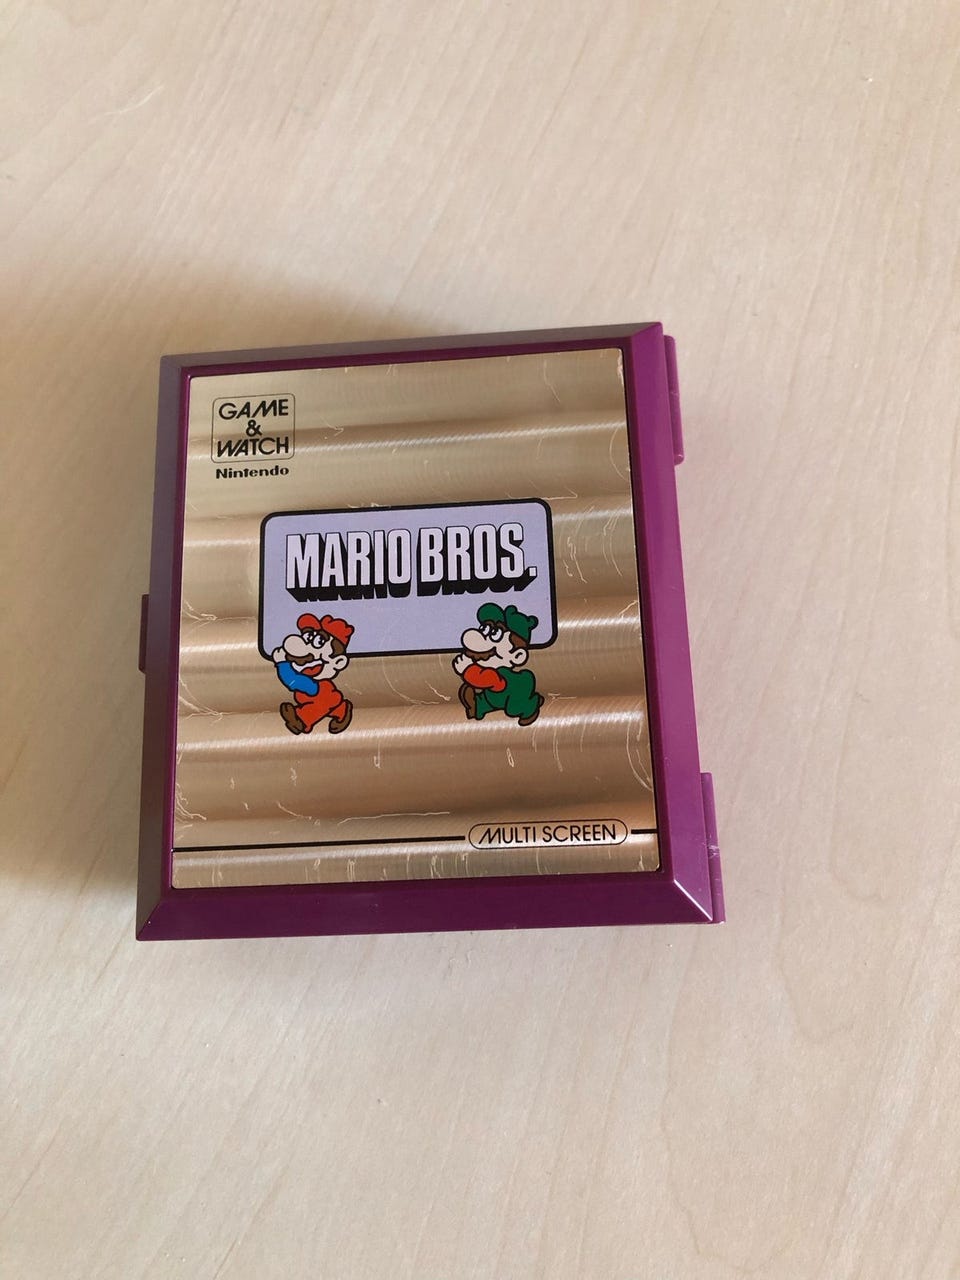 GAME
&
WATCH
Nintendo
MARIO BROS.
MULTI SCREEN